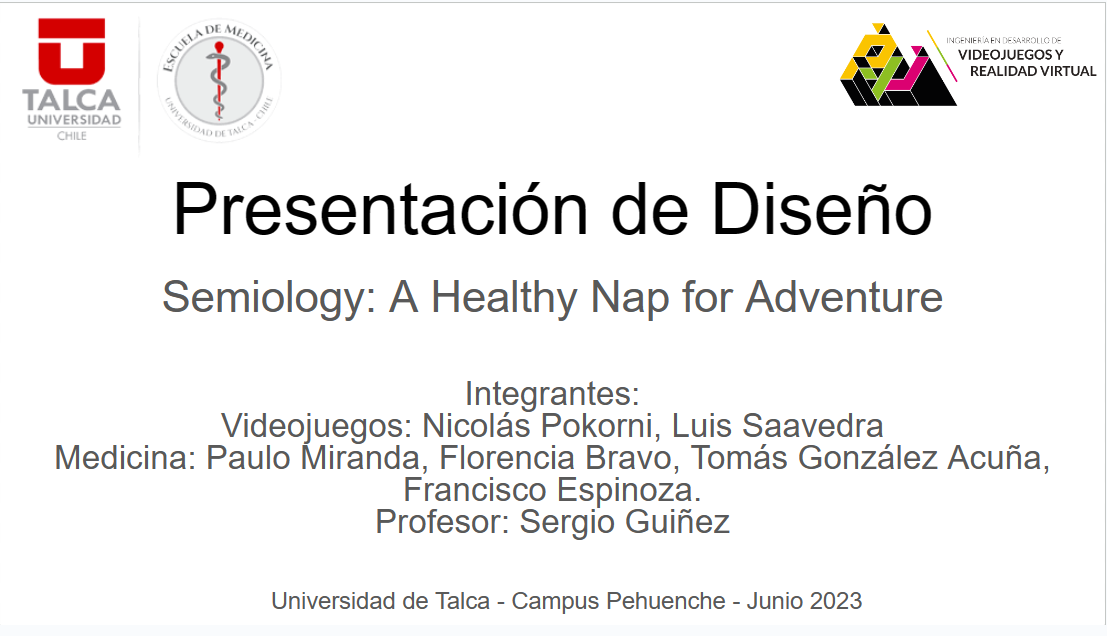 TALCA
UNIVERSIDAD
CHILE
ESCUELA DE MEDICINA
UNIVERSIDAD DE TALCA - CHILE
INGENIERÍA EN DESARROLLO DE
VIDEOJUEGOS Y
REALIDAD VIRTUAL
Presentación de Diseño
Semiology: A Healthy Nap for Adventure
Integrantes:
Videojuegos: Nicolás Pokorni, Luis Saavedra
Medicina: Paulo Miranda, Florencia Bravo, Tomás González Acuña,
Francisco Espinoza.
Profesor: Sergio Guiñez
Universidad de Talca - Campus Pehuenche - Junio 2023